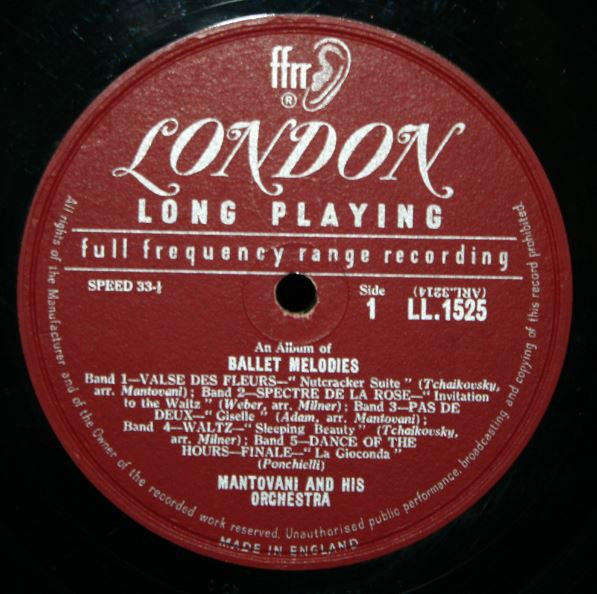 ffrr
®
LONDON
LONG PLAYING
full frequency range recording
SPEED 33-⅓
Side
1
(ARL.3214)
LL.1525
An Album of
BALLET MELODIES
Band 1—VALSE DES FLEURS—“ Nutcracker Suite ” (Tchaikovsky,
arr. Mantovani) ; Band 2—SPECTRE DE LA ROSE—“ Invitation
to the Waltz ” (Weber, arr. Milner) ; Band 3—PAS DE
DEUX—“ Giselle ” (Adam, arr. Mantovani) ;
Band 4—WALTZ—“ Sleeping Beauty ” (Tchaikovsky,
arr. Milner) ; Band 5—DANCE OF THE
HOURS—FINALE—“ La Gioconda ”
(Ponchielli)
MANTOVANI AND HIS
ORCHESTRA
All rights of the Manufacturer and of the Owner of the recorded work reserved. Unauthorised public performance, broadcasting and copying of this record prohibited.
MADE IN ENGLAND